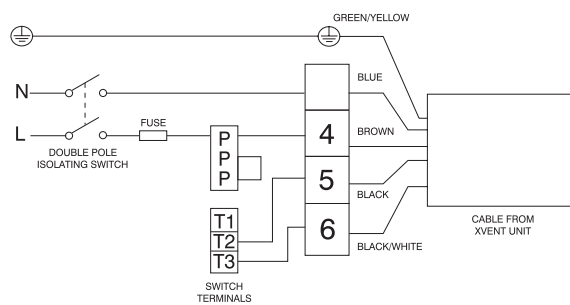 GREEN/YELLOW
N
BLUE
L
FUSE
P
P
P
4
BROWN
DOUBLE POLE
ISOLATING SWITCH
5
BLACK
T1
T2
T3
6
BLACK/WHITE
CABLE FROM
XVENT UNIT
SWITCH
TERMINALS